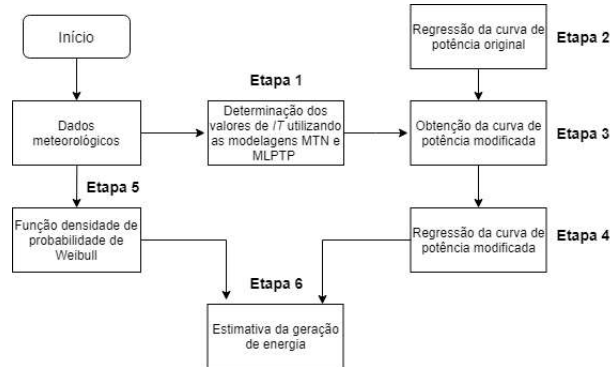 Início
Regressão da curva de
potência original
Etapa 2
Etapa 1
Dados
meteorológicos
Determinação dos
valores de IT utilizando
as modelagens MTN e
MLPTP
Obtenção da curva de
potência modificada
Etapa 3
Etapa 5
Função densidade de
probabilidade de
Weibull
Regressão da curva de
potência modificada
Etapa 4
Etapa 6
Estimativa da geração
de energia